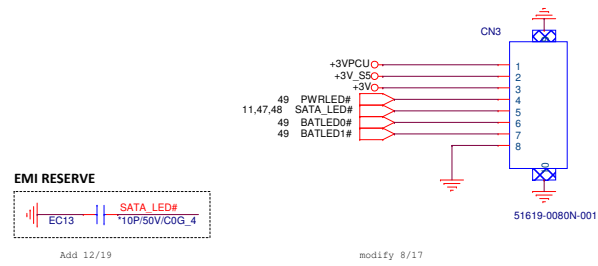 CN3
+3VPCU
+3V_S5
+3V
49 PWRLED#
11,47,48 SATA_LED#
49 BATLED0#
49 BATLED1#
1
2
3
4
5
6
7
8
51619-0080N-001
EMI RESERVE
SATA_LED#
EC13
*10P/50V/C0G_4
Add 12/19
modify 8/17